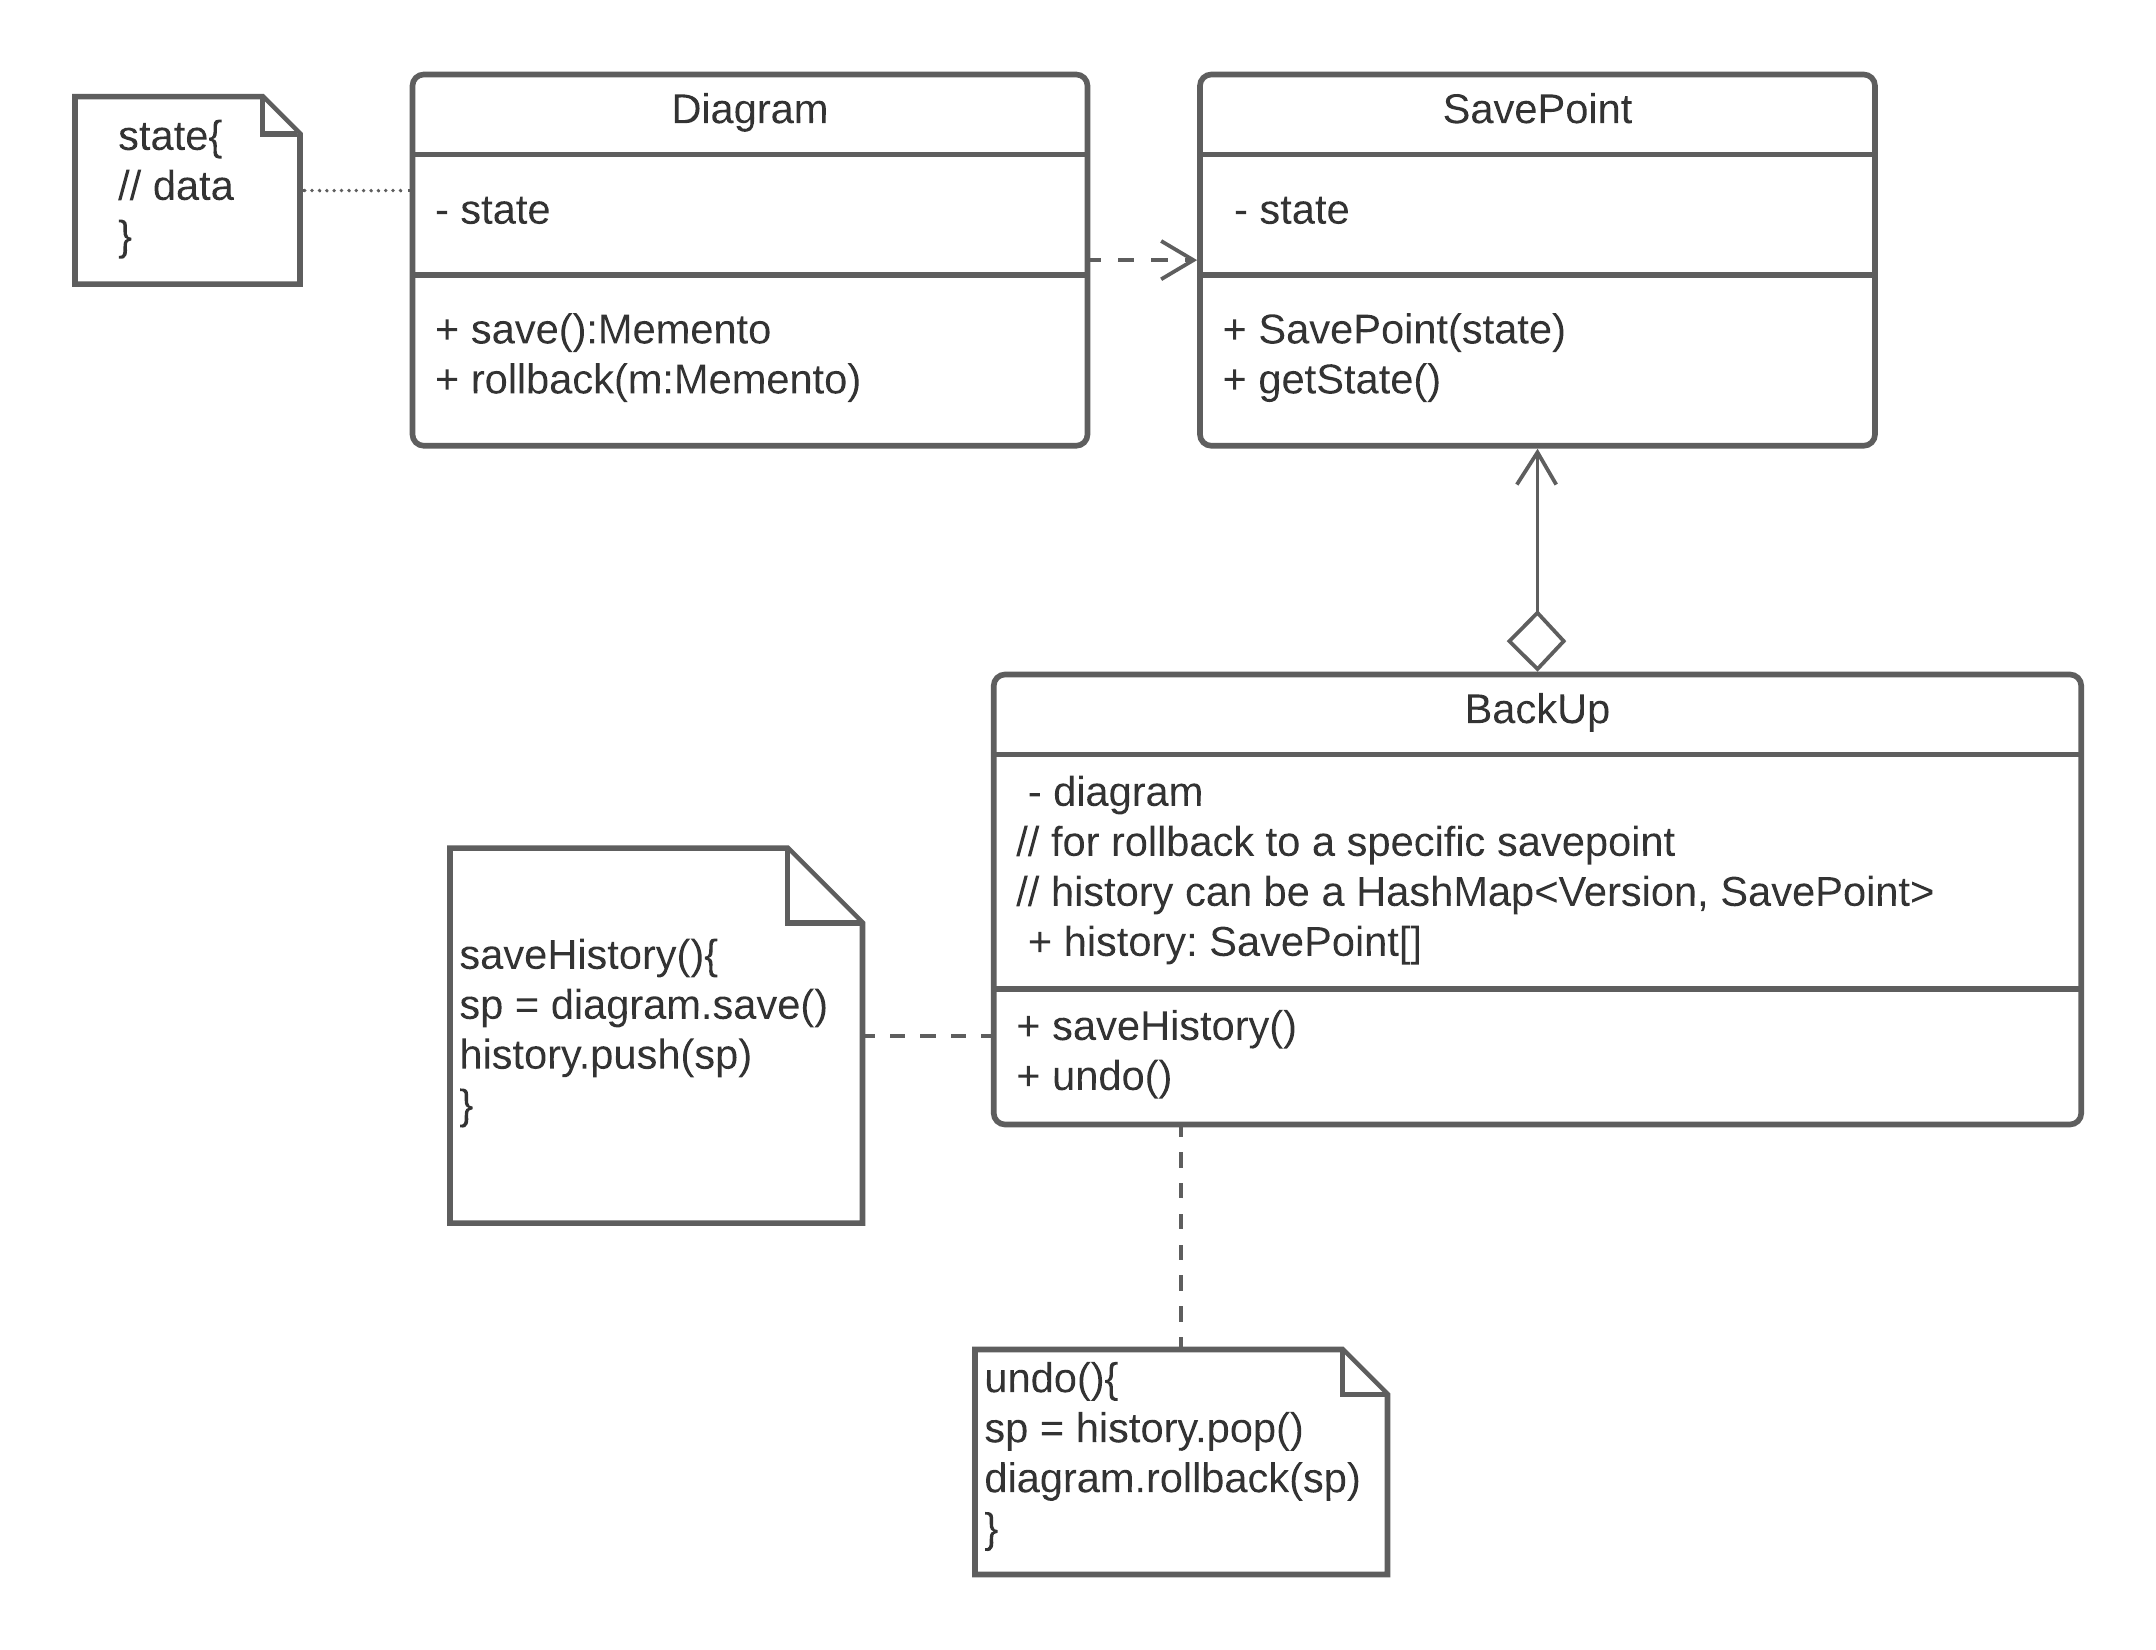 state{
// data
}
Diagram
- state
+ save():Memento
+ rollback(m:Memento)
SavePoint
- state
+ SavePoint(state)
+ getState()
BackUp
- diagram
// for rollback to a specific savepoint
// history can be a HashMap<Version, SavePoint>
+ history: SavePoint[]
+ saveHistory()
+ undo()
saveHistory(){
sp = diagram.save()
history.push(sp)
}
undo(){
sp = history.pop()
diagram.rollback(sp)
}